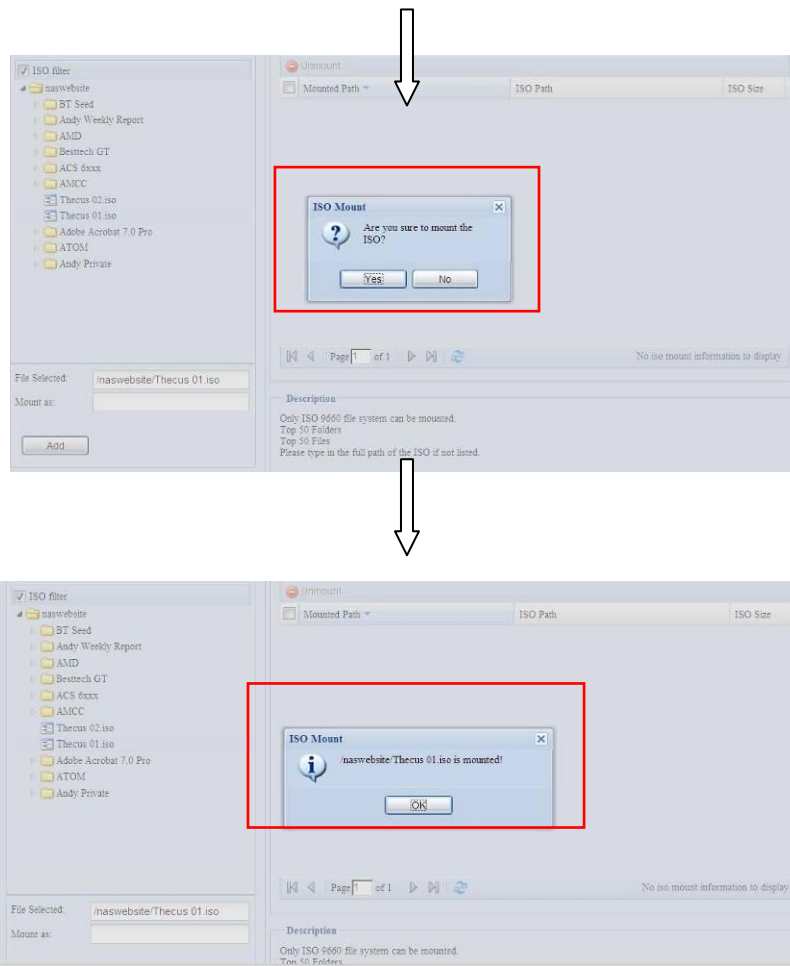 ISO filter
naswebsite
BT Seed
Andy Weekly Report
AMD
Besttech GT
ACS 6xxx
AMCC
Thecus 02.iso
Thecus 01.iso
Adobe Acrobat 7.0 Pro
ATOM
Andy Private
File Selected: /naswebsite/Thecus 01.iso
Mount as:
Add
Unmount
Mounted Path ISO Path ISO Size
ISO Mount
Are you sure to mount the
ISO?
Yes No
Page 1 of 1 No iso mount information to display
Description
Only ISO 9660 file system can be mounted.
Top 50 Folders
Top 50 Files
Please type in the full path of the ISO if not listed.
ISO filter
naswebsite
BT Seed
Andy Weekly Report
AMD
Besttech GT
ACS 6xxx
AMCC
Thecus 02.iso
Thecus 01.iso
Adobe Acrobat 7.0 Pro
ATOM
Andy Private
File Selected: /naswebsite/Thecus 01.iso
Mount as:
Unmount
Mounted Path ISO Path ISO Size
ISO Mount
/naswebsite/Thecus 01.iso is mounted!
OK
Page 1 of 1 No iso mount information to display
Description
Only ISO 9660 file system can be mounted.
Top 50 Folders